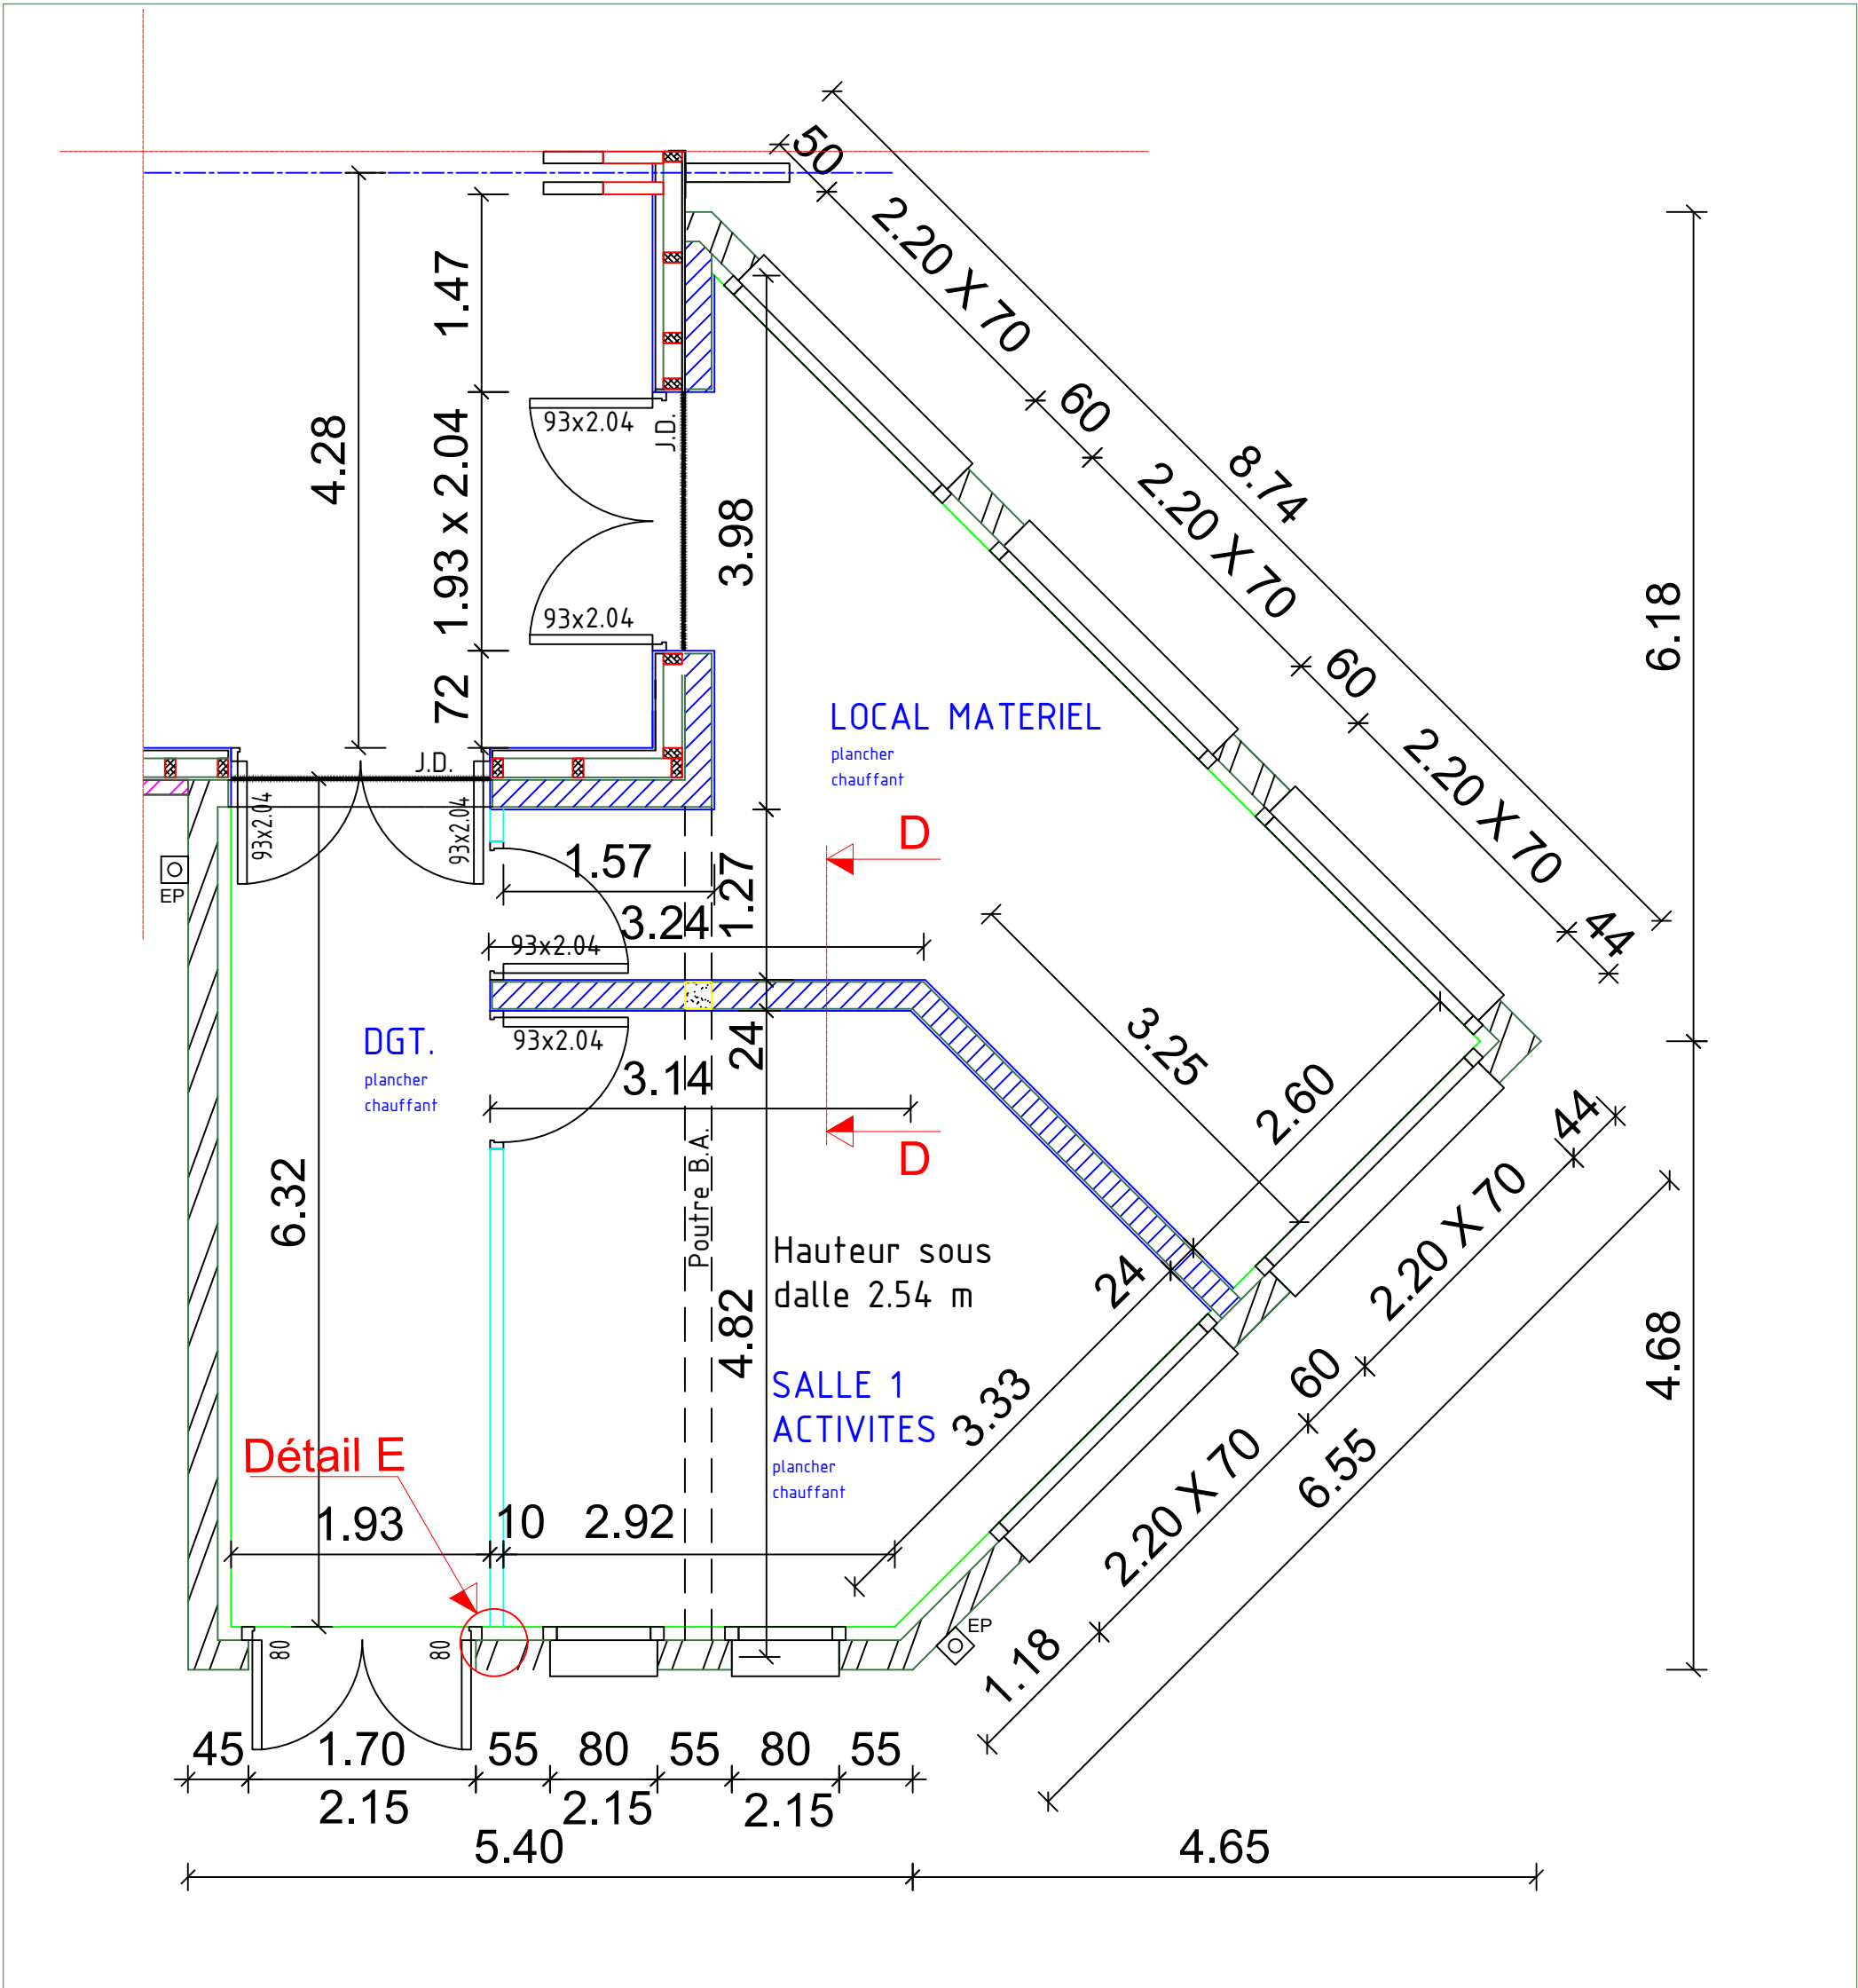 50
2.20 X 70
60
8.74
2.20 X 70
60
2.20 X 70
44
6.18
1.47
4.28
1.93 x 2.04
72
93x2.04
J.D.
93x2.04
3.98
LOCAL MATERIEL
plancher
chauffant
J.D.
93x2.04
93x2.04
EP
D
1.57
1.27
3.24
93x2.04
24
93x2.04
DGT.
plancher
chauffant
3.14
D
3.25
2.60
Poutre B.A.
6.32
Hauteur sous
dalle 2.54 m
24
4.82
3.33
SALLE 1
ACTIVITES
plancher
chauffant
44
2.20 X 70
60
2.20 X 70
6.55
4.68
1.18
Détail E
1.93
10
2.92
80
80
EP
45
1.70
55
80
55
80
55
2.15
2.15
2.15
5.40
4.65